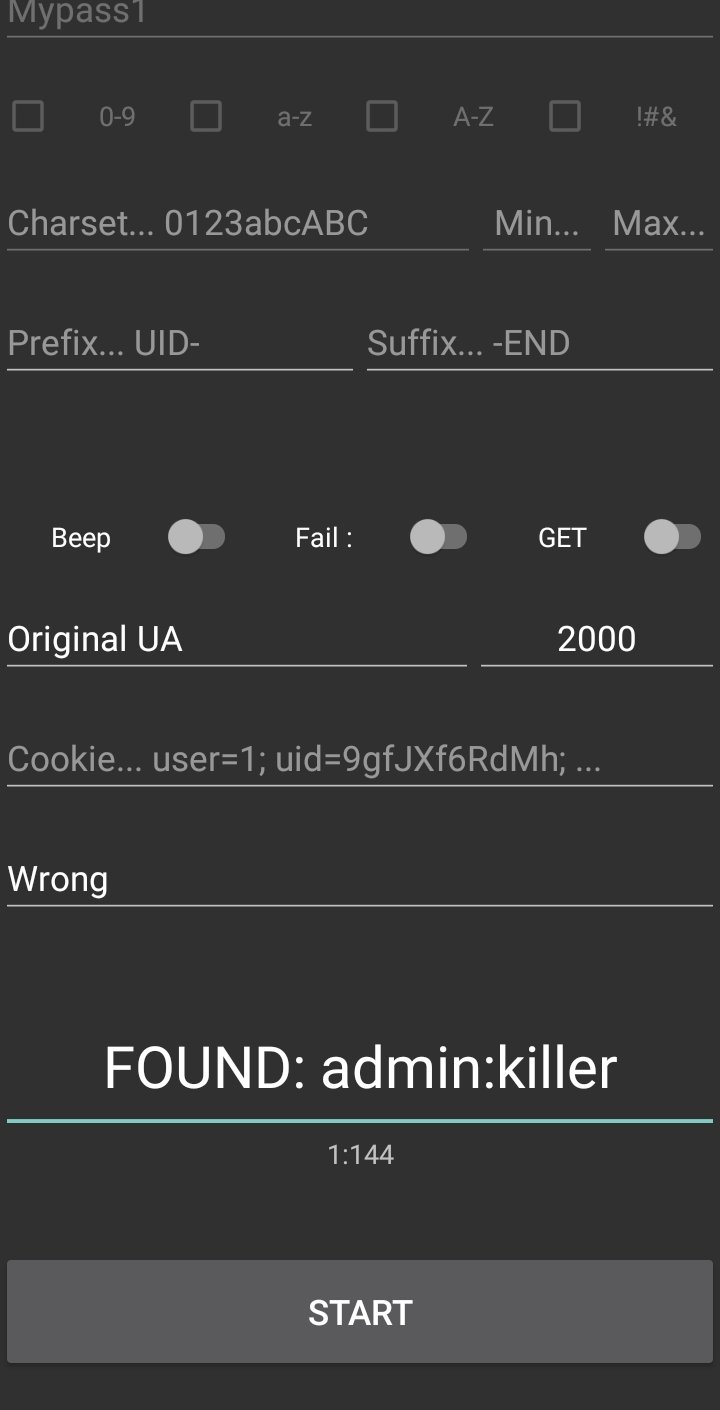 Mypass1
0-9 a-z A-Z !#&
Charset... 0123abcABC Min... Max...
Prefix... UID- Suffix... -END
Beep Fail : GET
Original UA 2000
Cookie... user=1; uid=9gfJXf6RdMh; ...
Wrong
FOUND: admin:killer
1:144
START